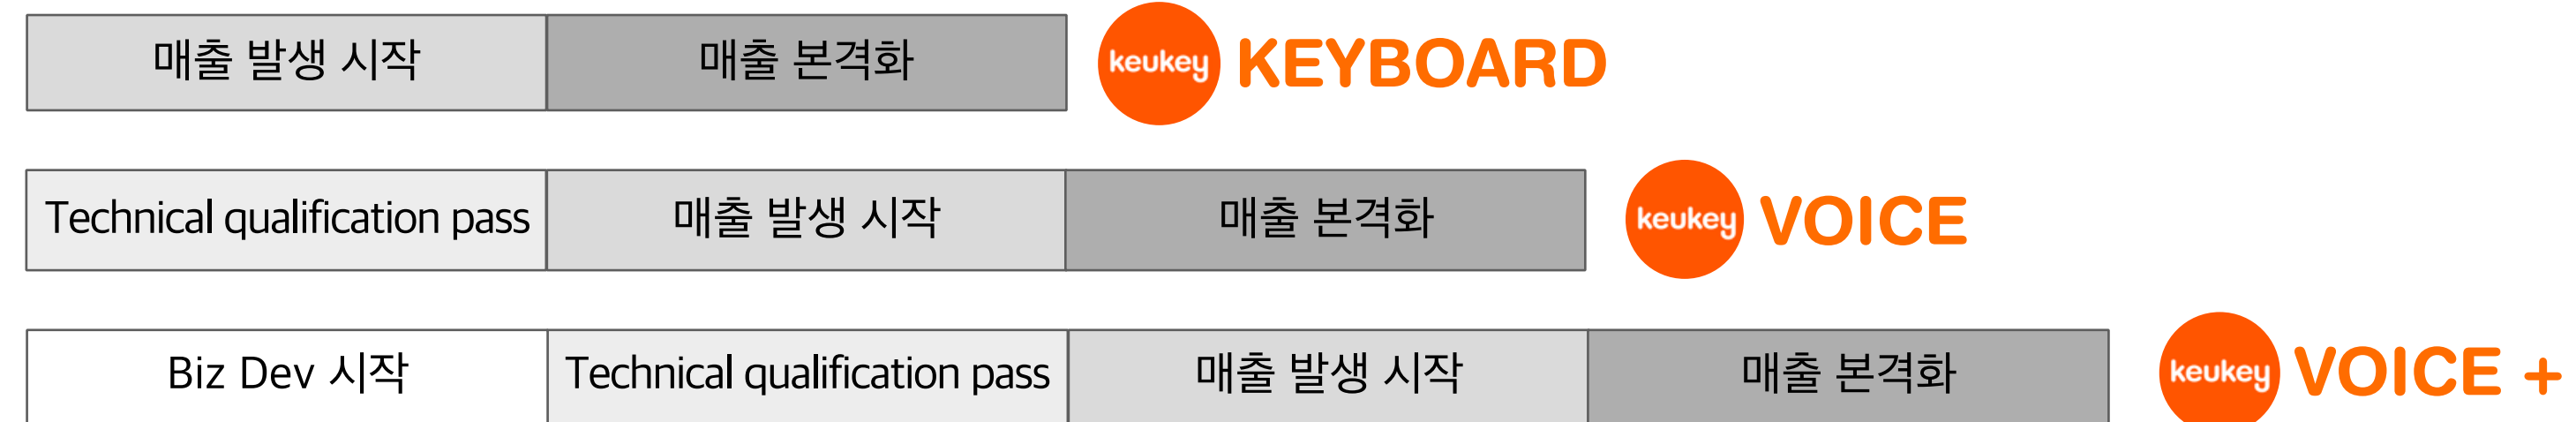 매출 발생 시작 매출 본격화 keukey KEYBOARD
Technical qualification pass 매출 발생 시작 매출 본격화 keukey VOICE
Biz Dev 시작 Technical qualification pass 매출 발생 시작 매출 본격화 keukey VOICE +